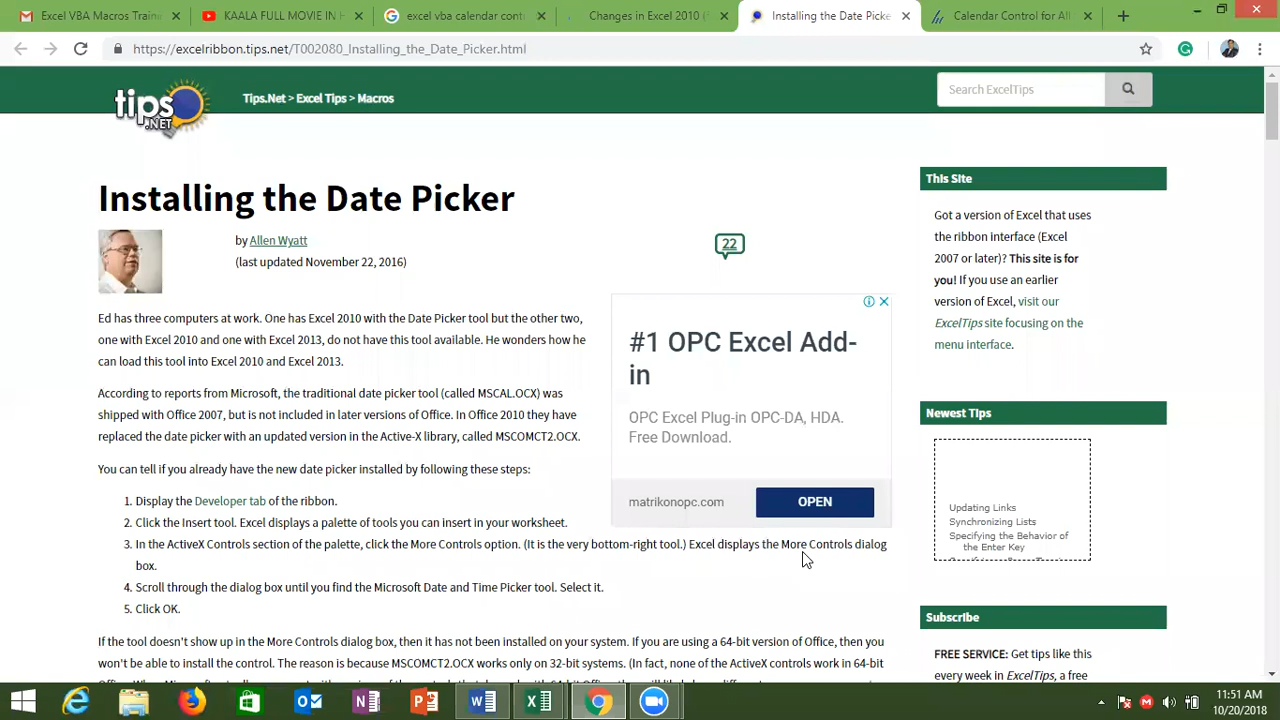 Excel VBA Macros Traini
KAALA FULL MOVIE IN H
excel vba calendar cont
Changes in Excel 2010 (f
Installing the Date Picke
Calendar Control for All
https://excelribbon.tips.net/T002080_Installing_the_Date_Picker.html
tips
.NET
Tips.Net > Excel Tips > Macros
Search ExcelTips
Installing the Date Picker
by Allen Wyatt
(last updated November 22, 2016)
22
Ed has three computers at work. One has Excel 2010 with the Date Picker tool but the other two,
one with Excel 2010 and one with Excel 2013, do not have this tool available. He wonders how he
can load this tool into Excel 2010 and Excel 2013.
According to reports from Microsoft, the traditional date picker tool (called MSCAL.OCX) was
shipped with Office 2007, but is not included in later versions of Office. In Office 2010 they have
replaced the date picker with an updated version in the Active-X library, called MSCOMCT2.OCX.
You can tell if you already have the new date picker installed by following these steps:
1. Display the Developer tab of the ribbon.
2. Click the Insert tool. Excel displays a palette of tools you can insert in your worksheet.
3. In the ActiveX Controls section of the palette, click the More Controls option. (It is the very bottom-right tool.) Excel displays the More Controls dialog
box.
4. Scroll through the dialog box until you find the Microsoft Date and Time Picker tool. Select it.
5. Click OK.
If the tool doesn't show up in the More Controls dialog box, then it has not been installed on your system. If you are using a 64-bit version of Office, then you
won't be able to install the control. The reason is because MSCOMCT2.OCX works only on 32-bit systems. (In fact, none of the ActiveX controls work in 64-bit
#1 OPC Excel Add-
in
OPC Excel Plug-in OPC-DA, HDA.
Free Download.
matrikonopc.com
OPEN
This Site
Got a version of Excel that uses
the ribbon interface (Excel
2007 or later)? This site is for
you! If you use an earlier
version of Excel, visit our
ExcelTips site focusing on the
menu interface.
Newest Tips
Updating Links
Synchronizing Lists
Specifying the Behavior of
the Enter Key
Subscribe
FREE SERVICE: Get tips like this
every week in ExcelTips, a free
11:51 AM
10/20/2018